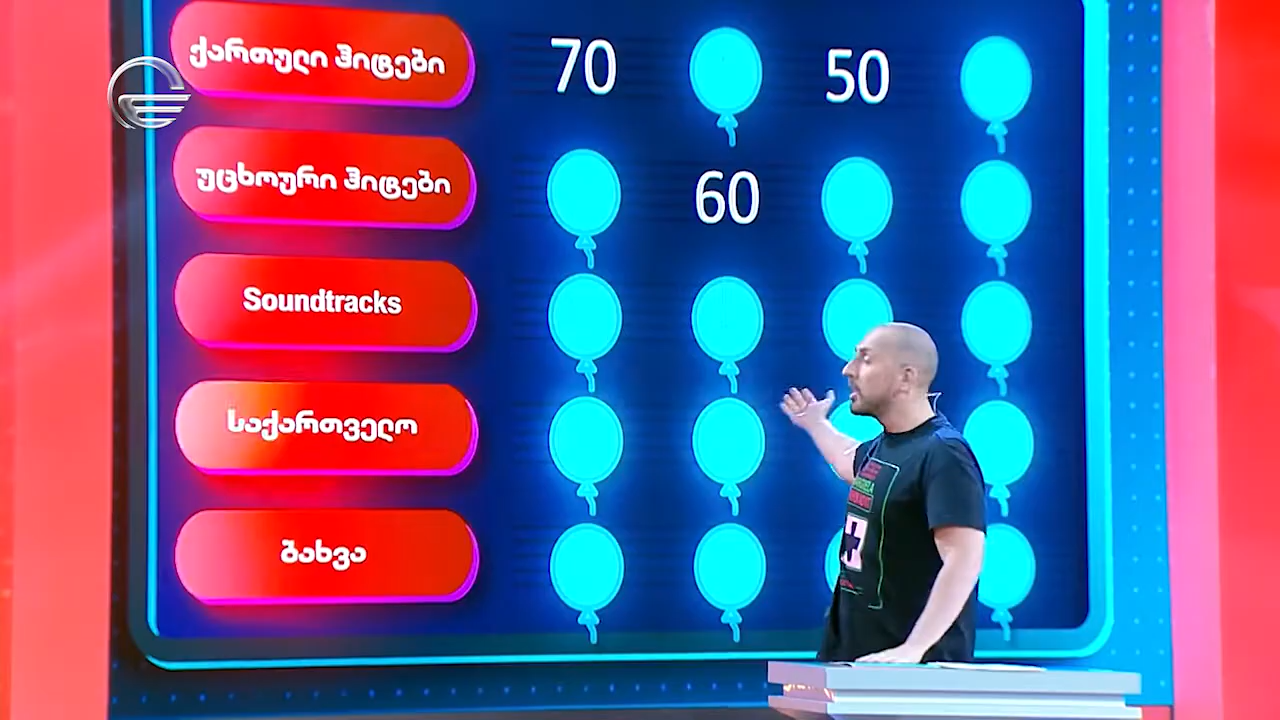 ქართული ჰიტები 70 50
უცხოური ჰიტები 60
Soundtracks
საქართველო
ბახვა